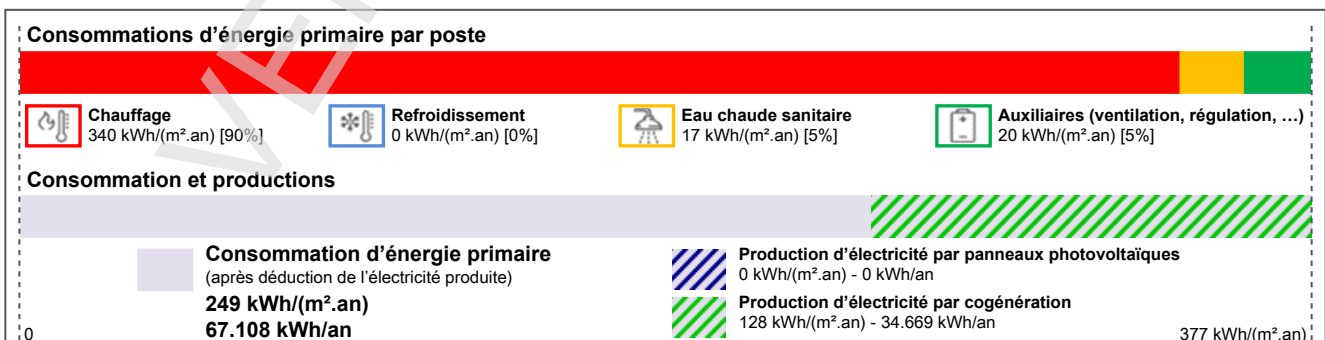 Consommations d'énergie primaire par poste
Chauffage
340 kWh/(m².an) [90%]
Refroidissement
0 kWh/(m².an) [0%]
Eau chaude sanitaire
17 kWh/(m².an) [5%]
Auxiliaires (ventilation, régulation, …)
20 kWh/(m².an) [5%]
Consommation et productions
Consommation d'énergie primaire
(après déduction de l'électricité produite)
249 kWh/(m².an)
67.108 kWh/an
Production d'électricité par panneaux photovoltaïques
0 kWh/(m².an) - 0 kWh/an
Production d'électricité par cogénération
128 kWh/(m².an) - 34.669 kWh/an
0
377 kWh/(m².an)
VE